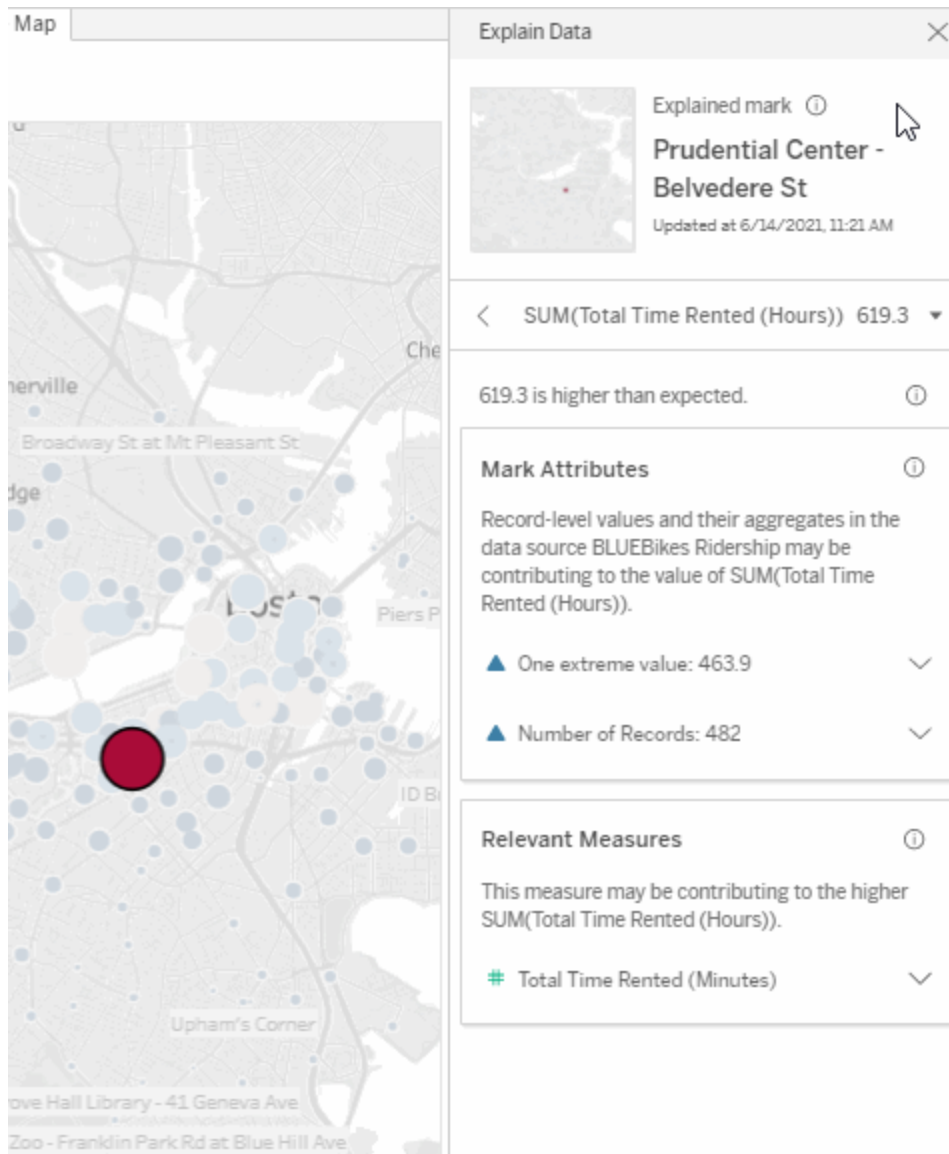 Map
Explain Data
Explained mark
Prudential Center -
Belvedere St
Updated at 6/14/2021, 11:21 AM
SUM(Total Time Rented (Hours)) 619.3
619.3 is higher than expected.
Mark Attributes
Record-level values and their aggregates in the
data source BLUEBikes Ridership may be
contributing to the value of SUM(Total Time
Rented (Hours)).
One extreme value: 463.9
Number of Records: 482
Relevant Measures
This measure may be contributing to the higher
SUM(Total Time Rented (Hours)).
# Total Time Rented (Minutes)
Che
nerville
Broadway St at Mt Pleasant St
dge
Piers P
Upham's Corner
rove Hall Library - 41 Geneva Ave
Zoo - Franklin Park Rd at Blue Hill Ave